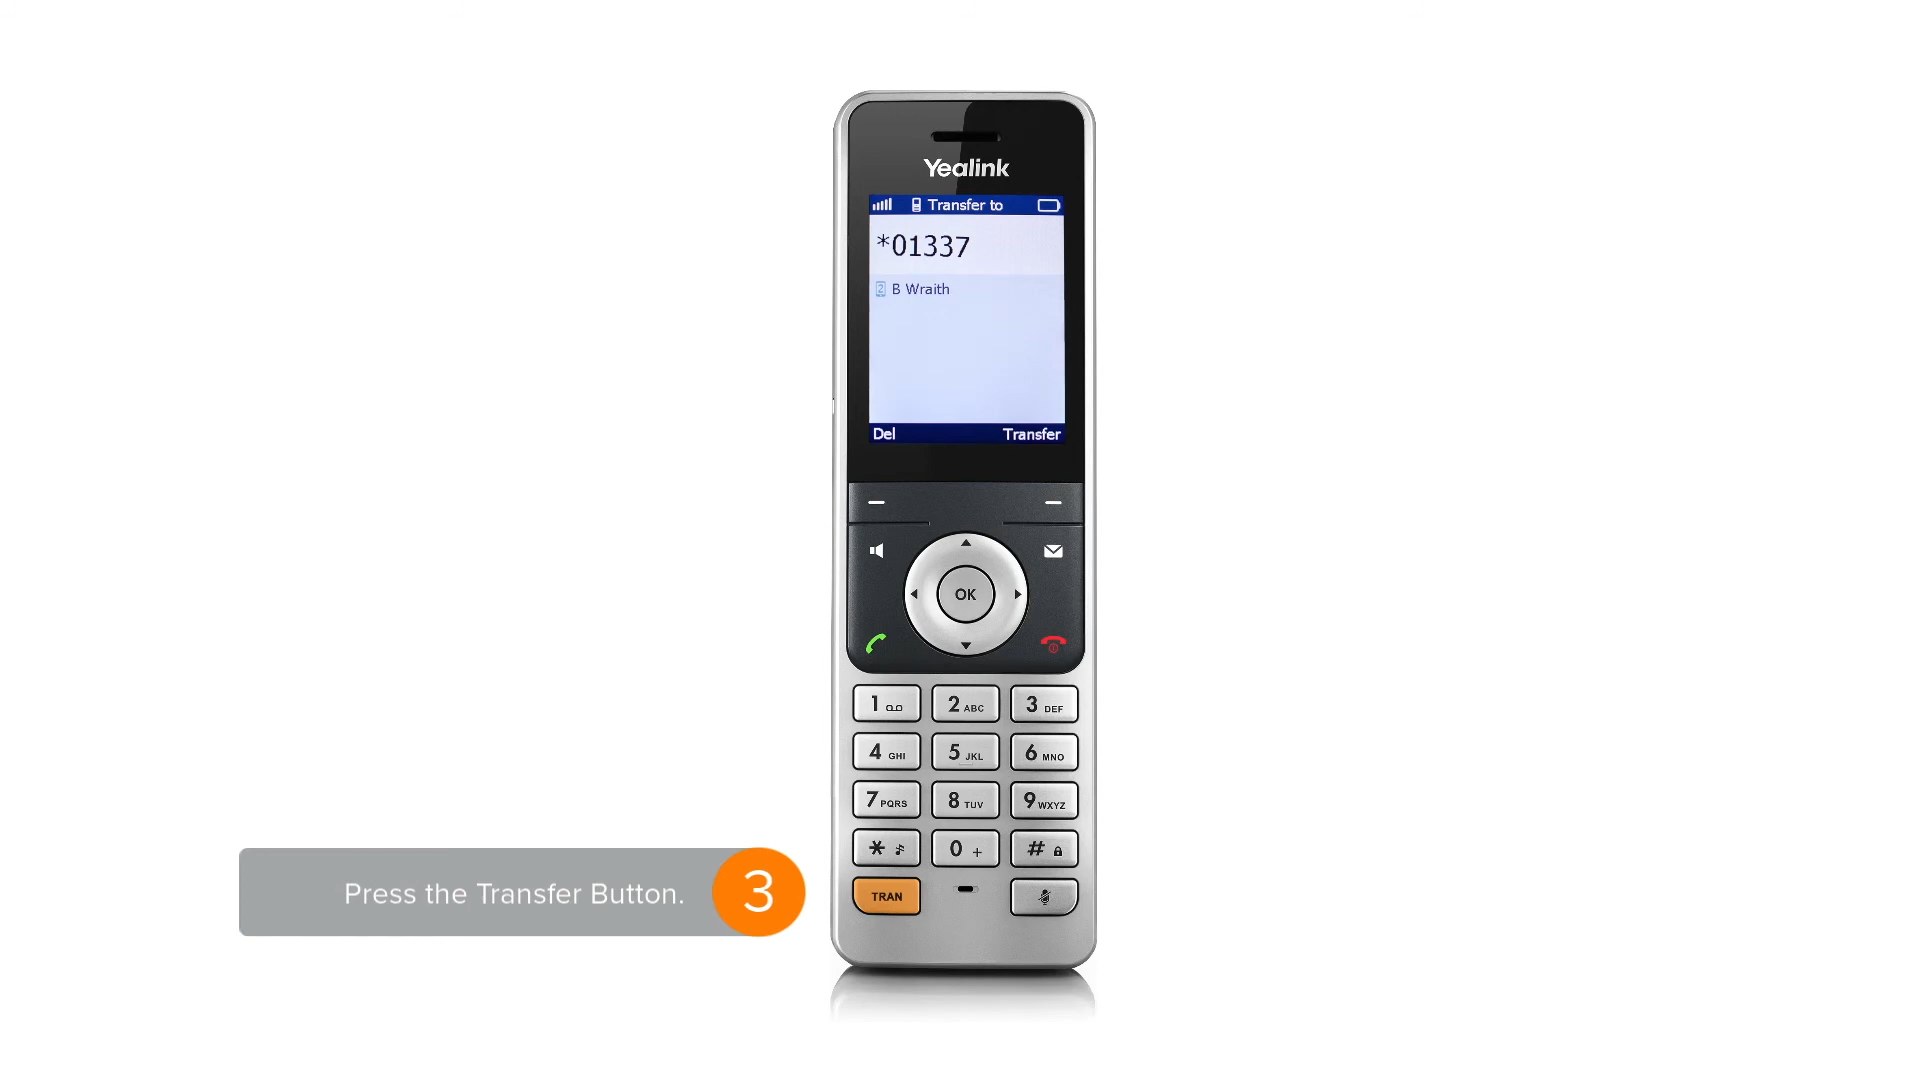 Yealink
Transfer to
*01337
2 B Wraith
Del Transfer
OK
1 2 ABC 3 DEF
4 GHI 5 JKL 6 MNO
7 PQRS 8 TUV 9 WXYZ
* 0 + #
TRAN
Press the Transfer Button. 3